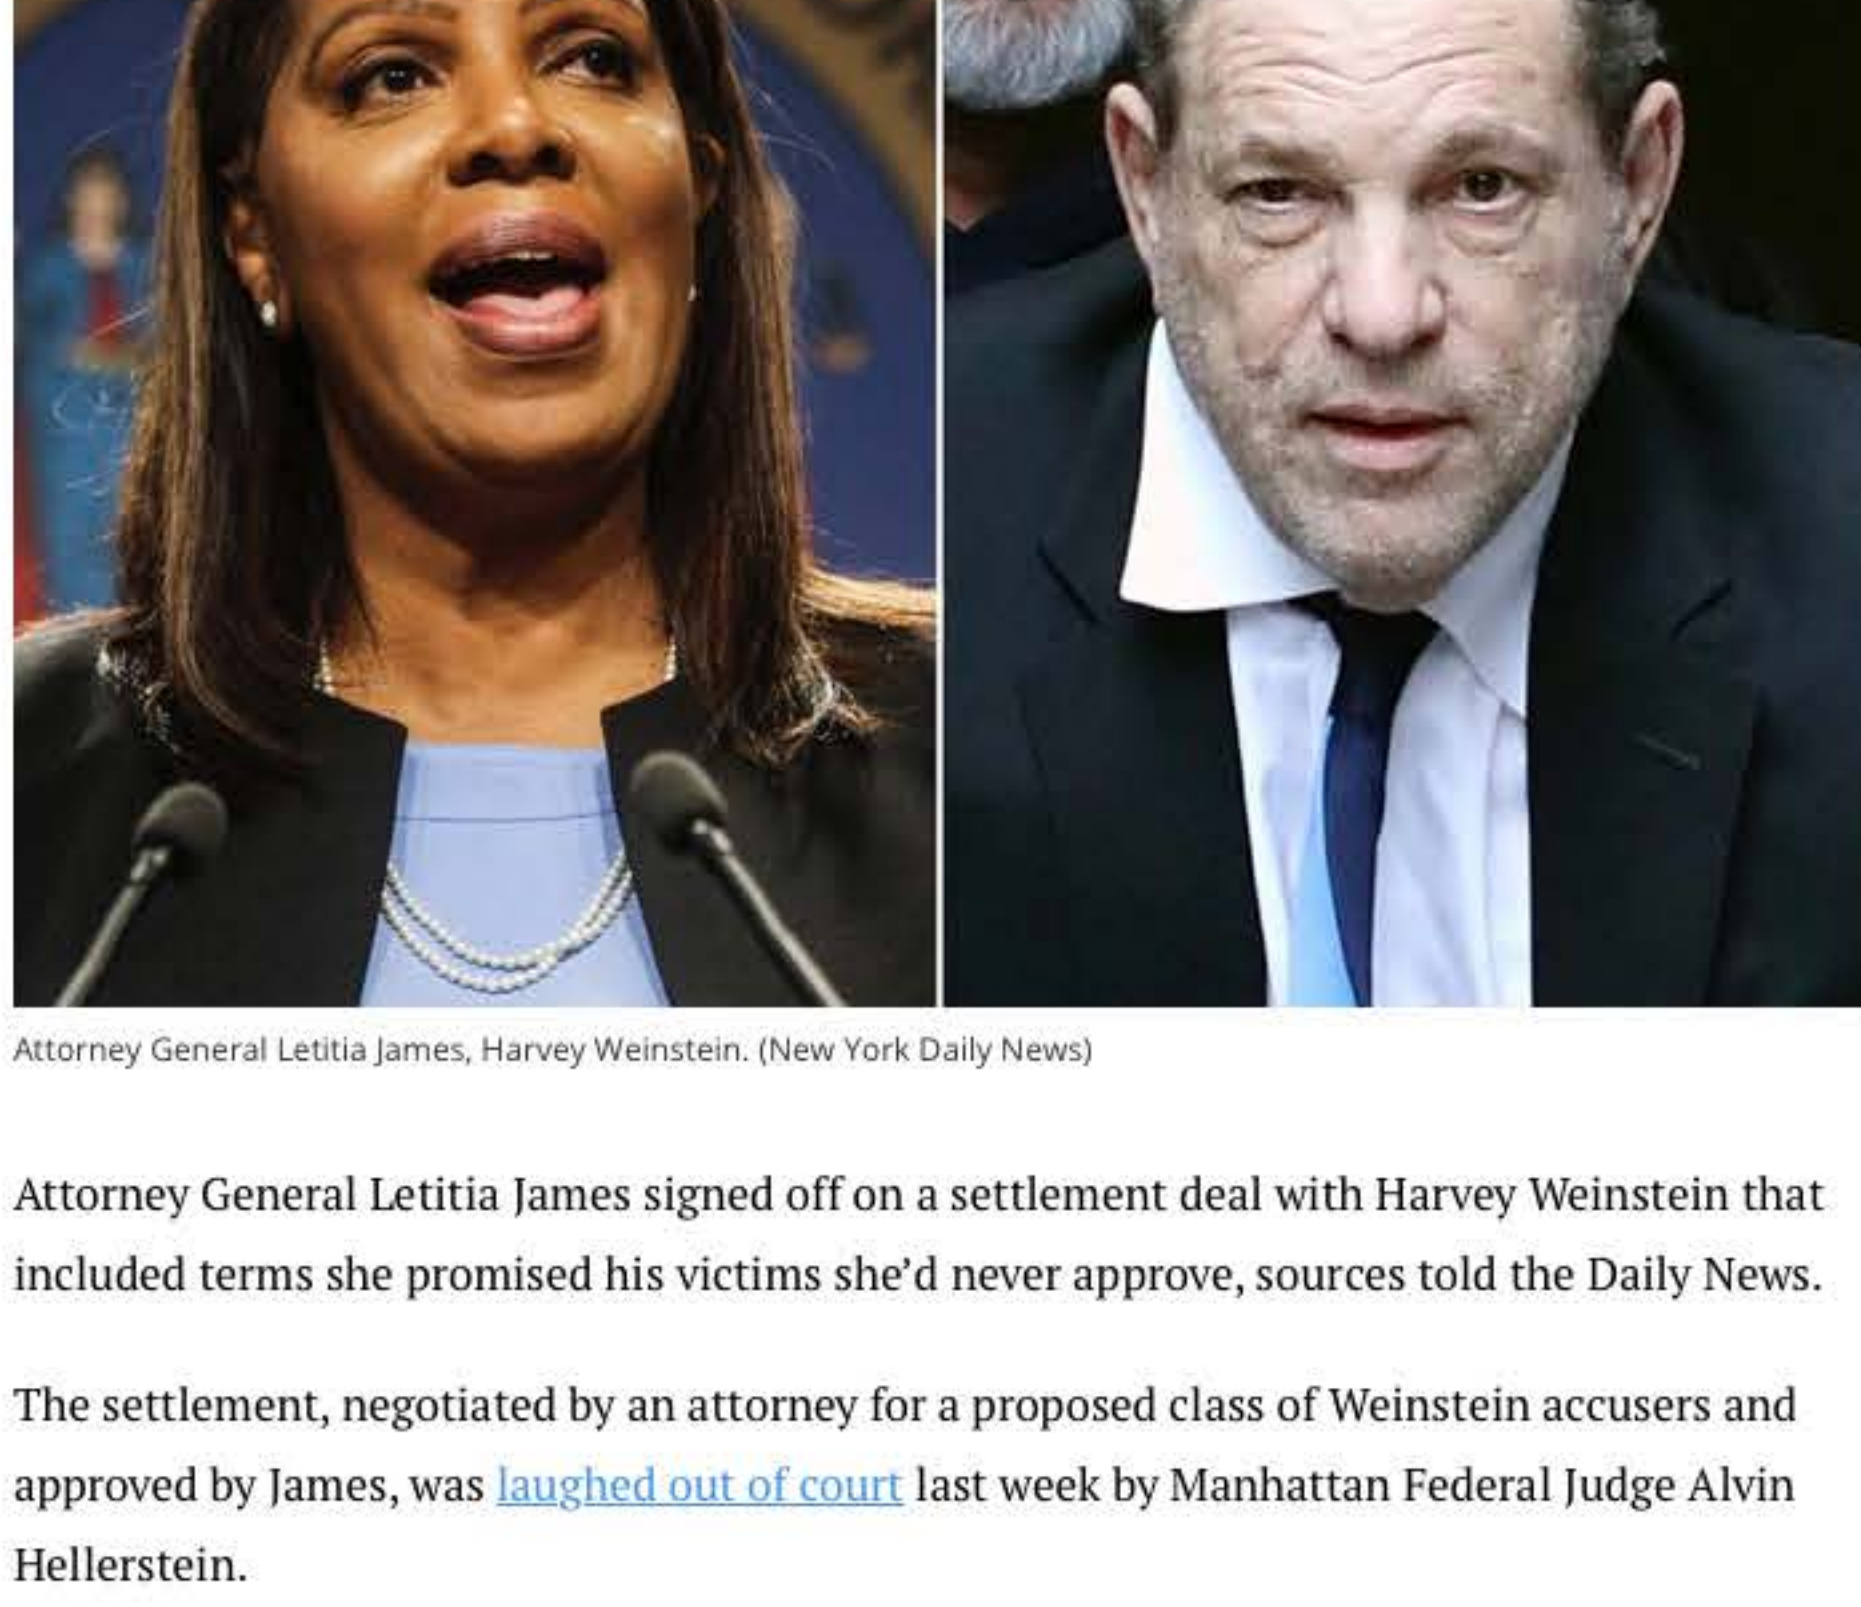 Attorney General Letitia James, Harvey Weinstein. (New York Daily News)
Attorney General Letitia James signed off on a settlement deal with Harvey Weinstein that
included terms she promised his victims she’d never approve, sources told the Daily News.
The settlement, negotiated by an attorney for a proposed class of Weinstein accusers and
approved by James, was laughed out of court last week by Manhattan Federal Judge Alvin
Hellerstein.